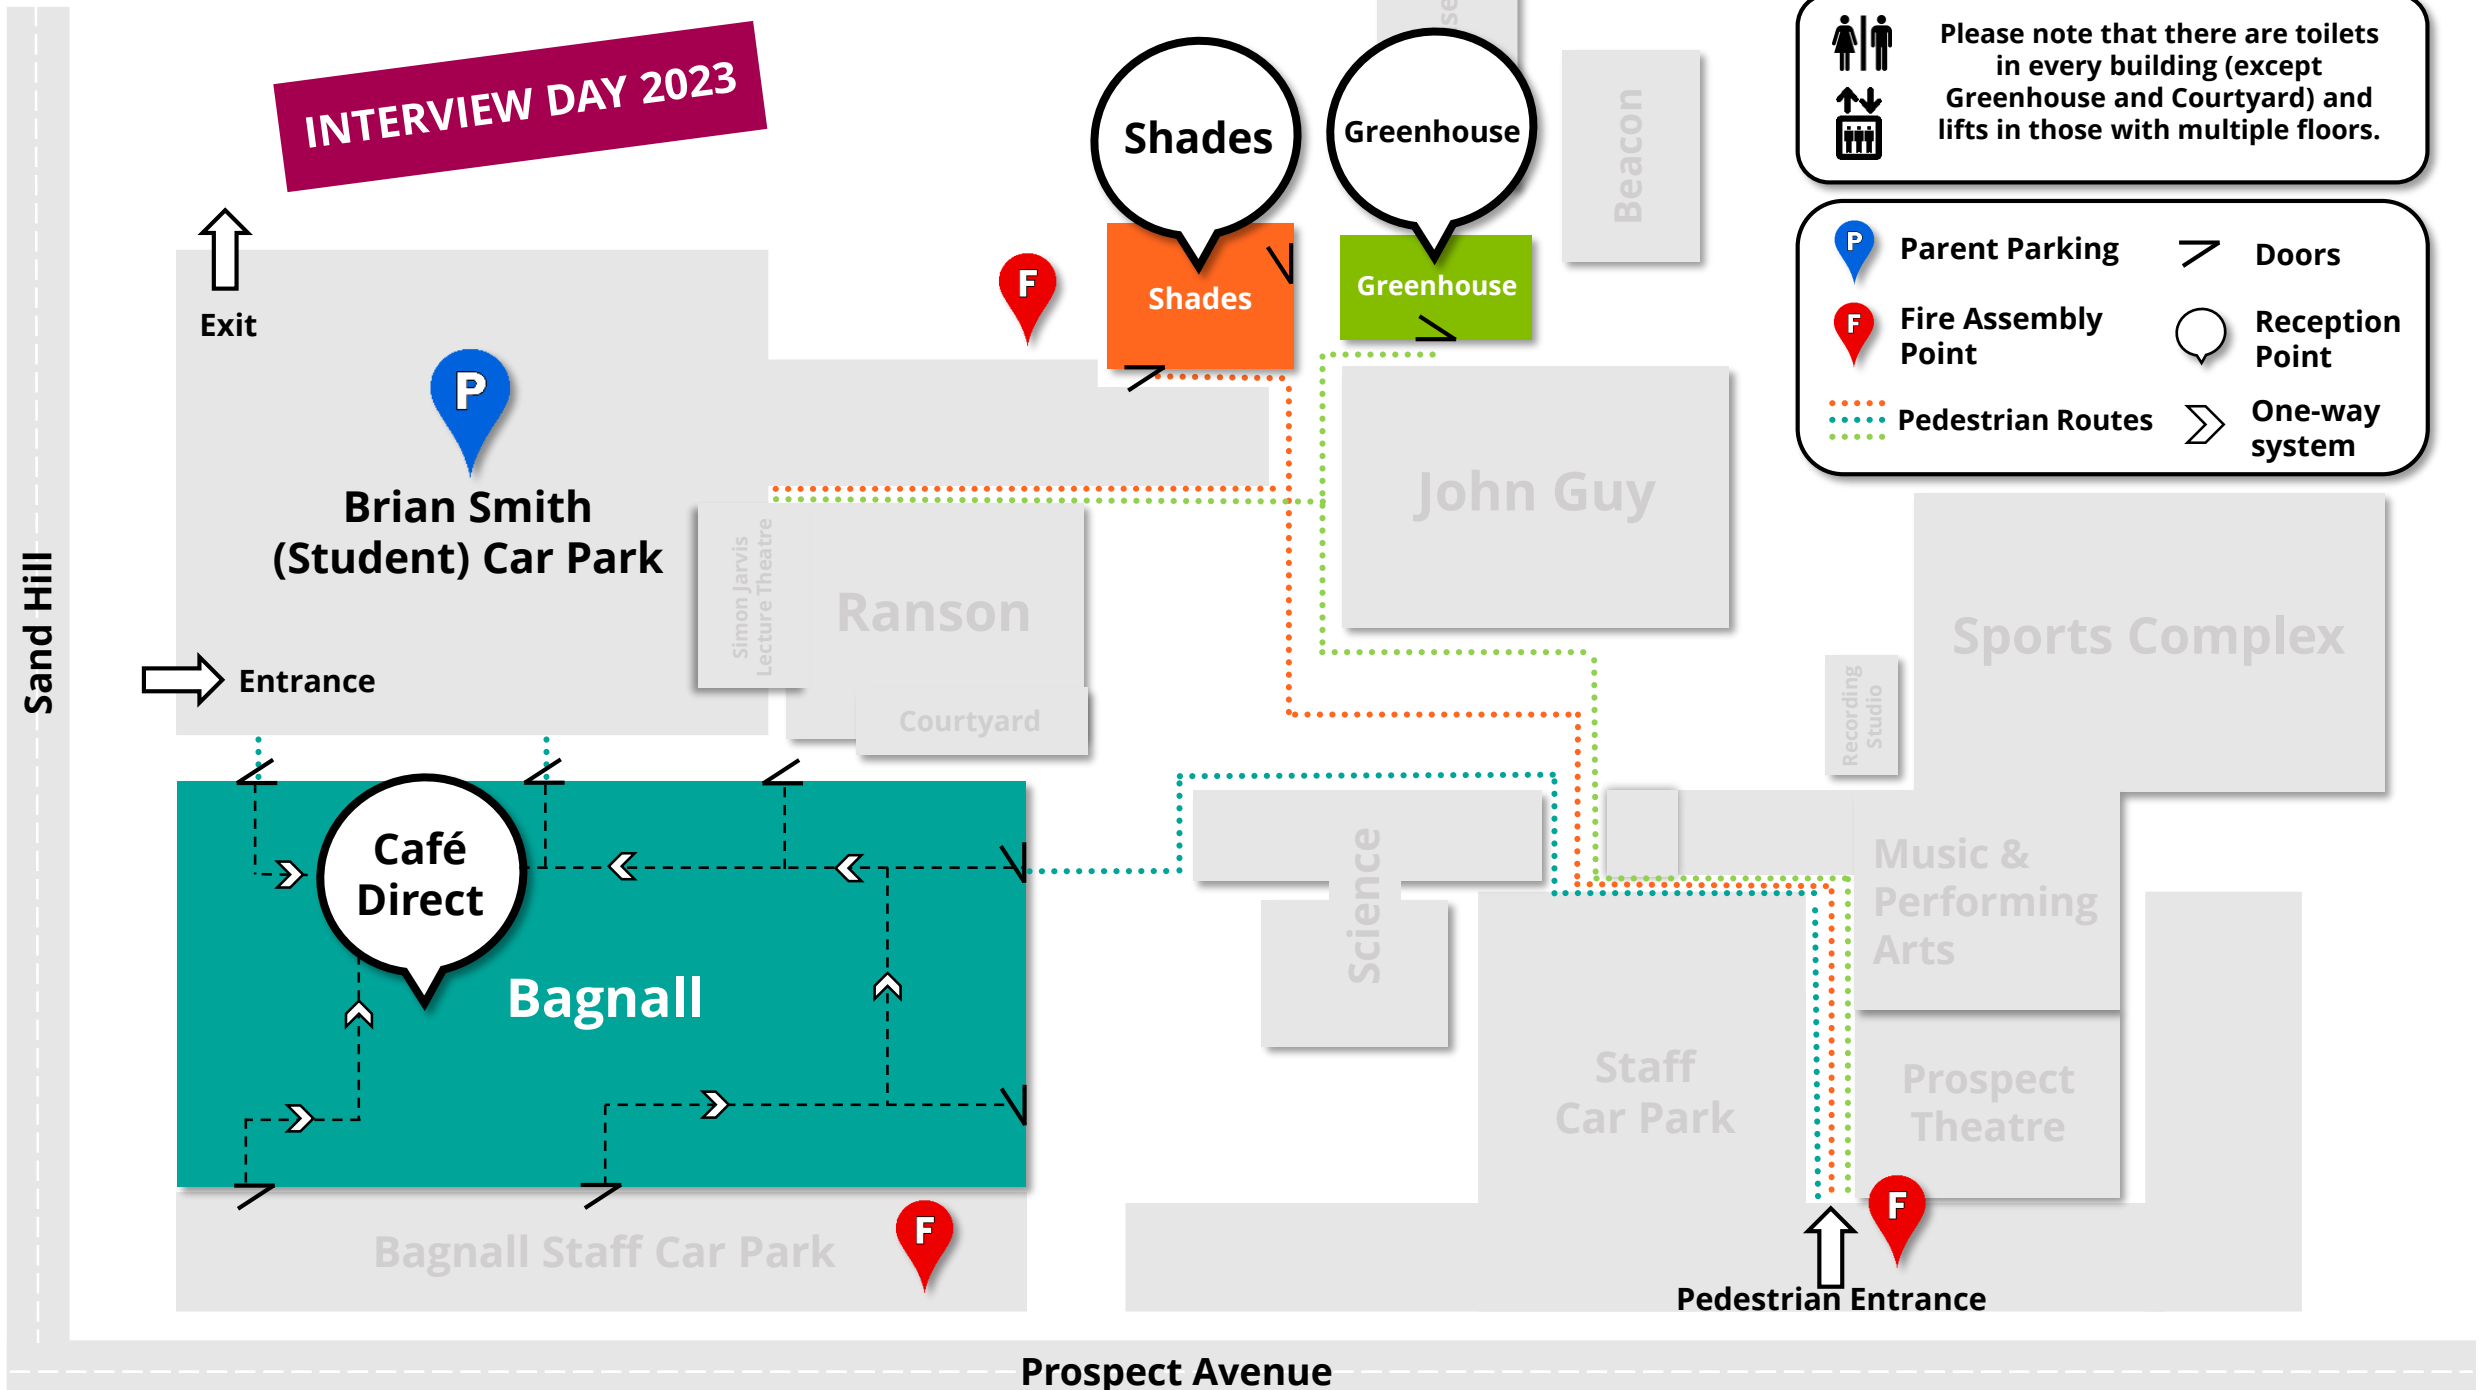 INTERVIEW DAY 2023
Shades
Greenhouse
Beacon
Please note that there are toilets
in every building (except
Greenhouse and Courtyard) and
lifts in those with multiple floors.
P
Parent Parking
Doors
F
Fire Assembly
Point
Reception
Point
Pedestrian Routes
One-way
system
Exit
F
Shades
Greenhouse
P
Brian Smith
(Student) Car Park
Entrance
Sand Hill
Simon Jarvis
Lecture Theatre
Ranson
Courtyard
John Guy
Sports Complex
Recording
Studio
Café
Direct
Bagnall
Science
Music &
Performing
Arts
Staff
Car Park
Prospect
Theatre
Bagnall Staff Car Park
F
F
Pedestrian Entrance
Prospect Avenue